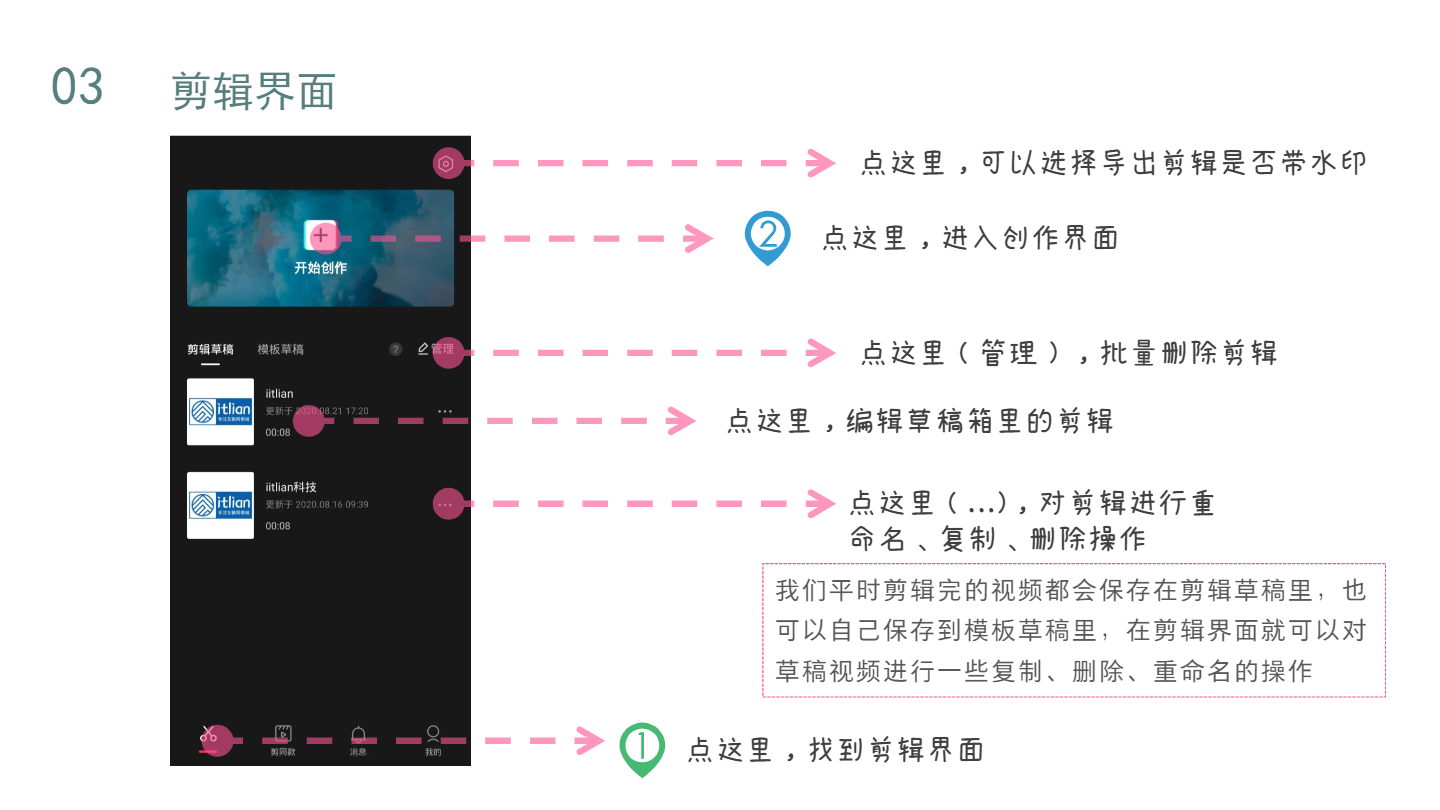 03 剪辑界面
点这里，可以选择导出剪辑是否带水印
开始创作
2 点这里，进入创作界面
剪辑草稿 模板草稿 ? 管理
点这里（管理），批量删除剪辑
itlian
iitlian
更新于 2020.08.21 17:20
00:08
点这里，编辑草稿箱里的剪辑
itlian
iitlian科技
更新于 2020.08.16 09:39
00:08
点这里（...），对剪辑进行重
命名、复制、删除操作
我们平时剪辑完的视频都会保存在剪辑草稿里，也
可以自己保存到模板草稿里，在剪辑界面就可以对
草稿视频进行一些复制、删除、重命名的操作
剪同款 消息 我的
1 点这里，找到剪辑界面